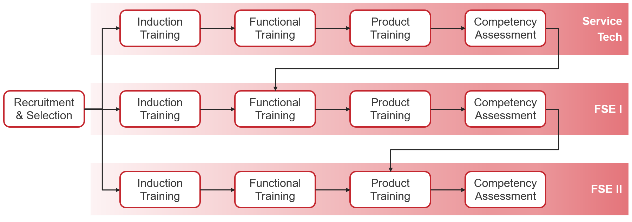 Induction
Training
Functional
Training
Product
Training
Competency
Assessment
Service
Tech
Recruitment
& Selection
Induction
Training
Functional
Training
Product
Training
Competency
Assessment
FSE I
Induction
Training
Functional
Training
Product
Training
Competency
Assessment
FSE II